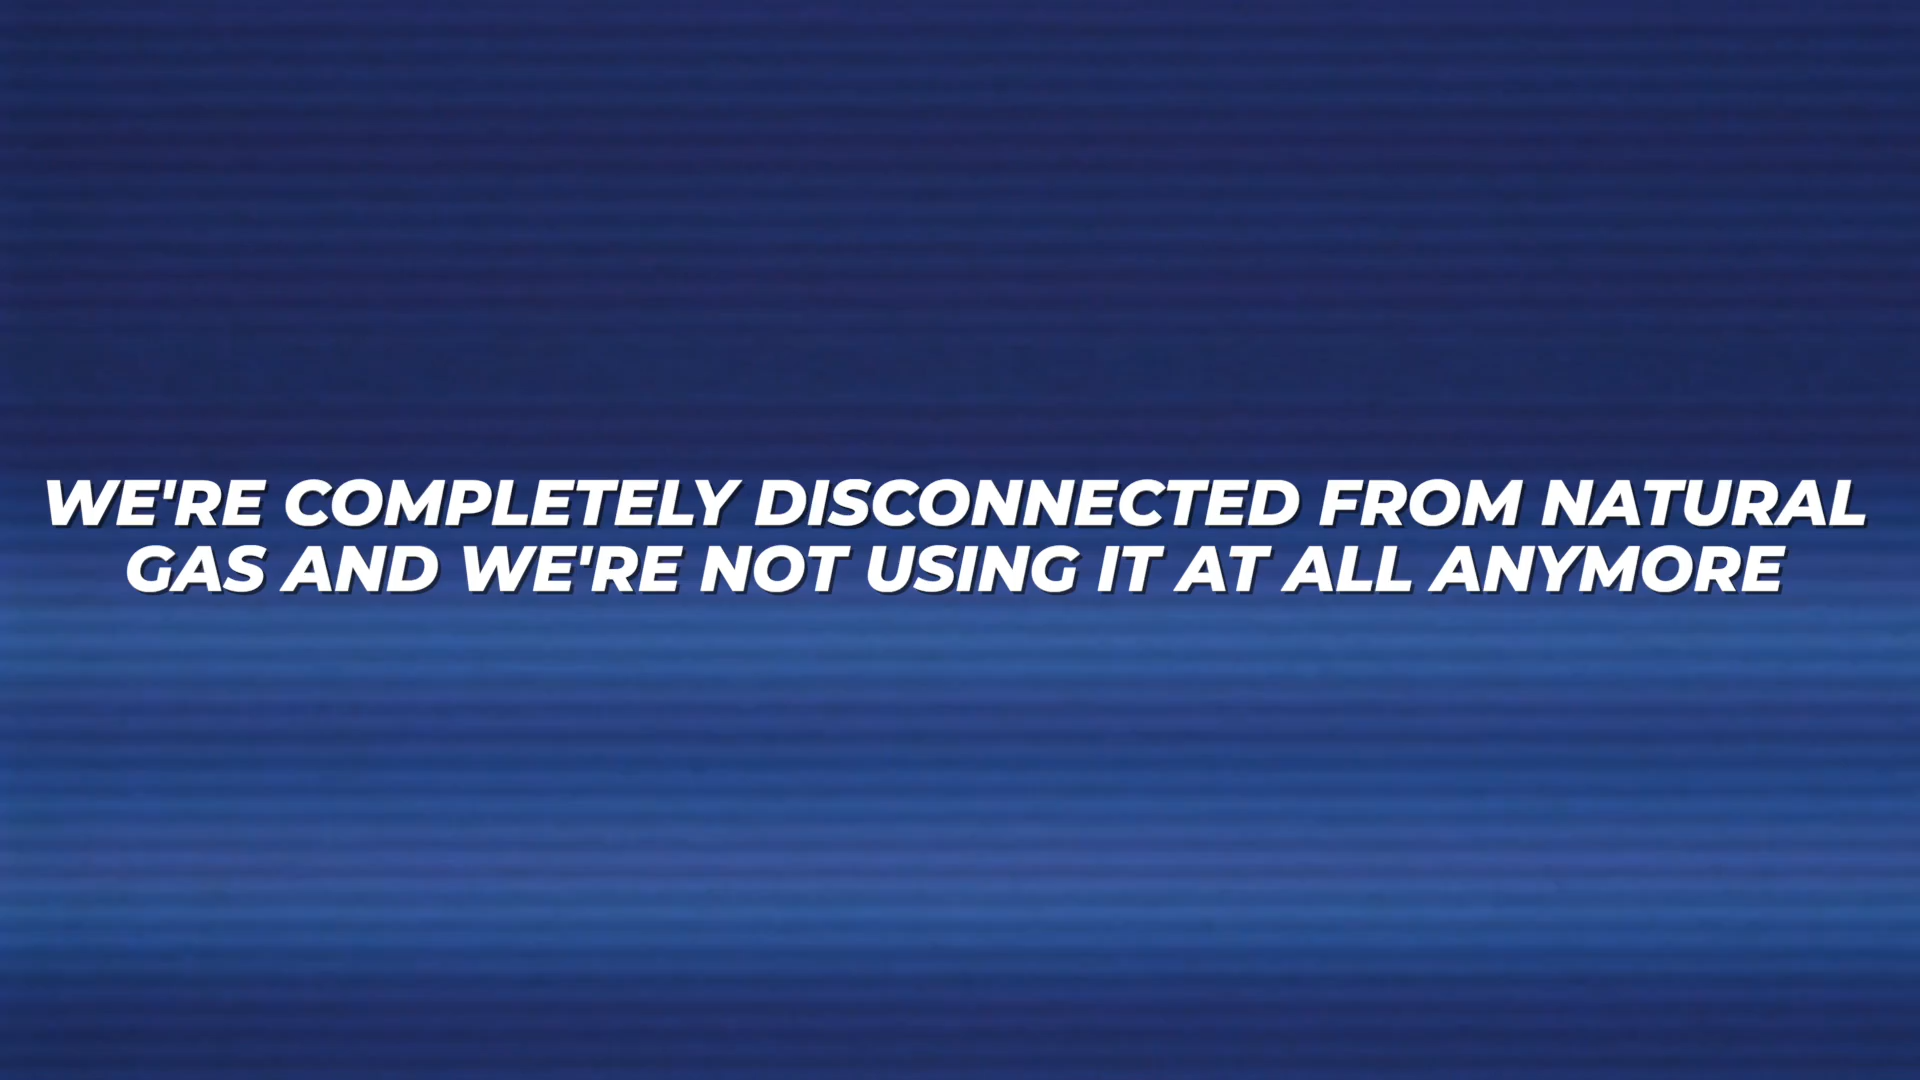 WE'RE COMPLETELY DISCONNECTED FROM NATURAL
GAS AND WE'RE NOT USING IT AT ALL ANYMORE